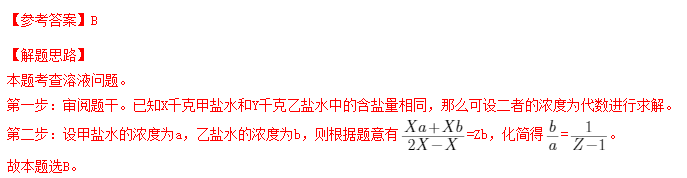 【参考答案】B
【解题思路】
本题考查溶液问题。
第一步：审阅题干。已知X千克甲盐水和Y千克乙盐水中的含盐量相同，那么可设二者的浓度为代数进行求解。
第二步：设甲盐水的浓度为a，乙盐水的浓度为b，则根据题意有 \frac{Xa+Xb}{2X-X}=Zb，化简得 \frac{b}{a}=\frac{1}{Z-1}。
故本题选B。